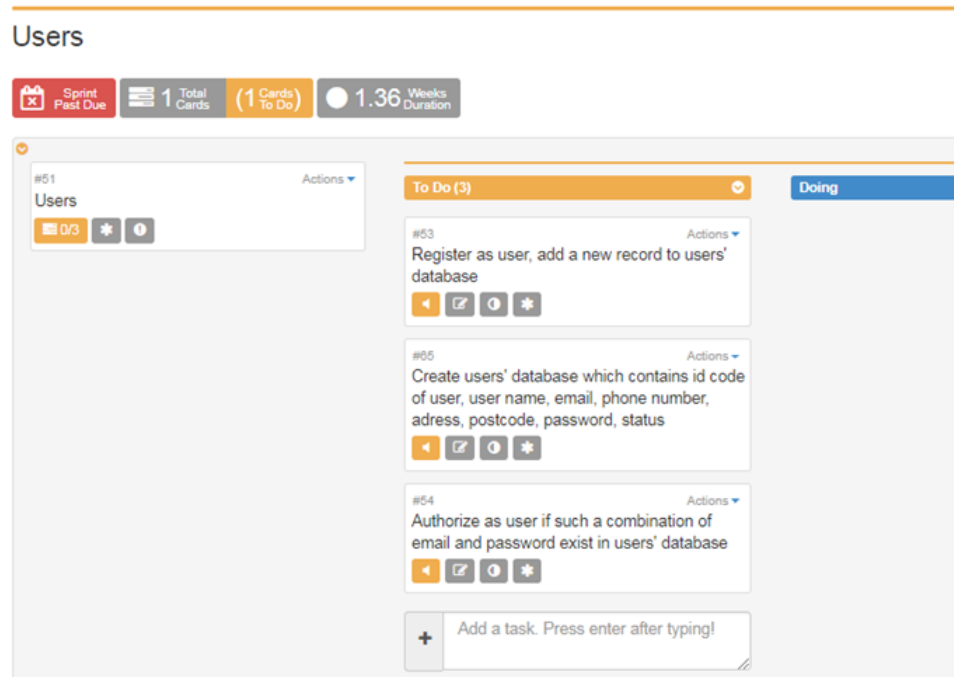 Users
Sprint Past Due
1 Total Cards
(1 Cards To Do)
1.36 Weeks Duration
#51 Actions
Users
0/3
To Do (3)
Doing
#53 Actions
Register as user, add a new record to users'
database
#65 Actions
Create users' database which contains id code
of user, user name, email, phone number,
adress, postcode, password, status
#54 Actions
Authorize as user if such a combination of
email and password exist in users' database
+ Add a task. Press enter after typing!